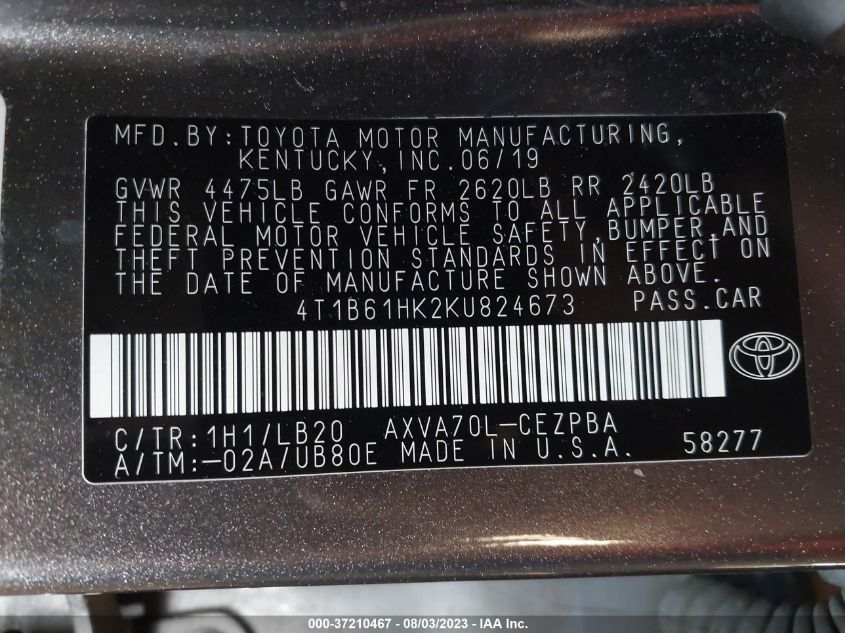 MFD.BY:TOYOTA MOTOR MANUFACTURING,
KENTUCKY,INC.06/19
GVWR 4475LB GAWR FR 2620LB RR 2420LB
THIS VEHICLE CONFORMS TO ALL APPLICABLE
FEDERAL MOTOR VEHICLE SAFETY,BUMPER,AND
THEFT PREVENTION STANDARDS IN EFFECT ON
THE DATE OF MANUFACTURE SHOWN ABOVE.
4T1B61HK2KU824673 PASS.CAR
C/TR:1H1/LB20 AXVA70L-CEZPBA
A/TM:-02A/UB80E MADE IN U.S.A. 58277
000-37210467 - 08/03/2023 - IAA Inc.